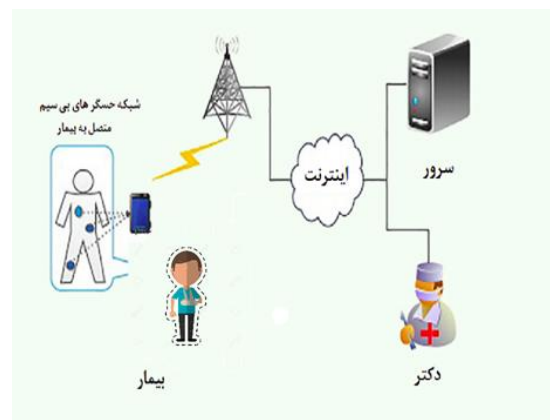 شبکه حسگر های بی سیم
متصل به بیمار
اینترنت
سرور
بیمار
دکتر